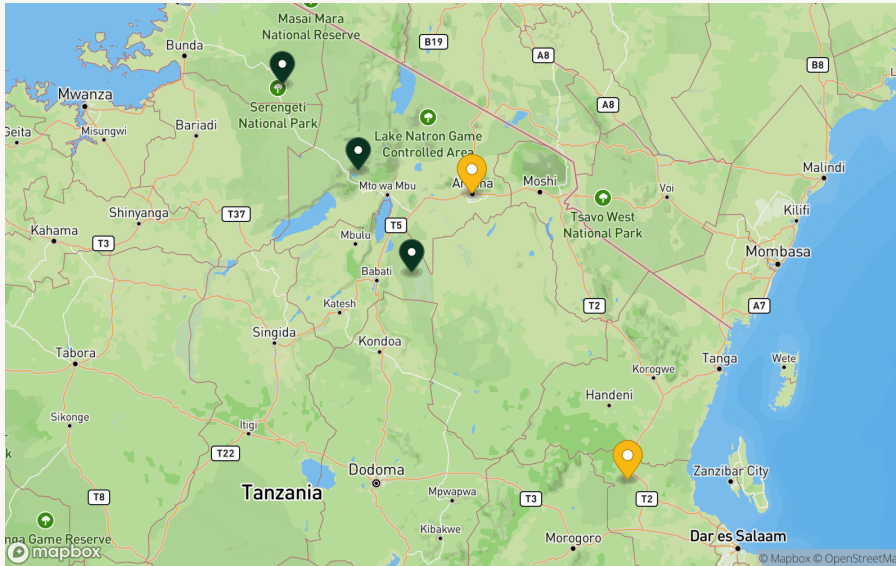 Masai Mara
National Reserve
Bunda
B19
A8
B8
Mwanza
Serengeti
National Park
A8
Misungwi
Bariadi
Geita
Lake Natron Game
Controlled Area
Malindi
Mto wa Mbu
Moshi
Voi
Kilifi
Shinyanga
T37
T5
Tsavo West
National Park
Kahama
T3
Mbulu
Mombasa
Babati
Katesh
T2
A7
Singida
Kondoa
Tabora
Tanga
Wete
Korogwe
Handeni
Sikonge
Itigi
T22
Dodoma
Zanzibar City
Tanzania
Mpwapwa
T8
T3
T2
Kibakwe
Game Reserve
Morogoro
Dar es Salaam
mapbox
© Mapbox © OpenStreetMa